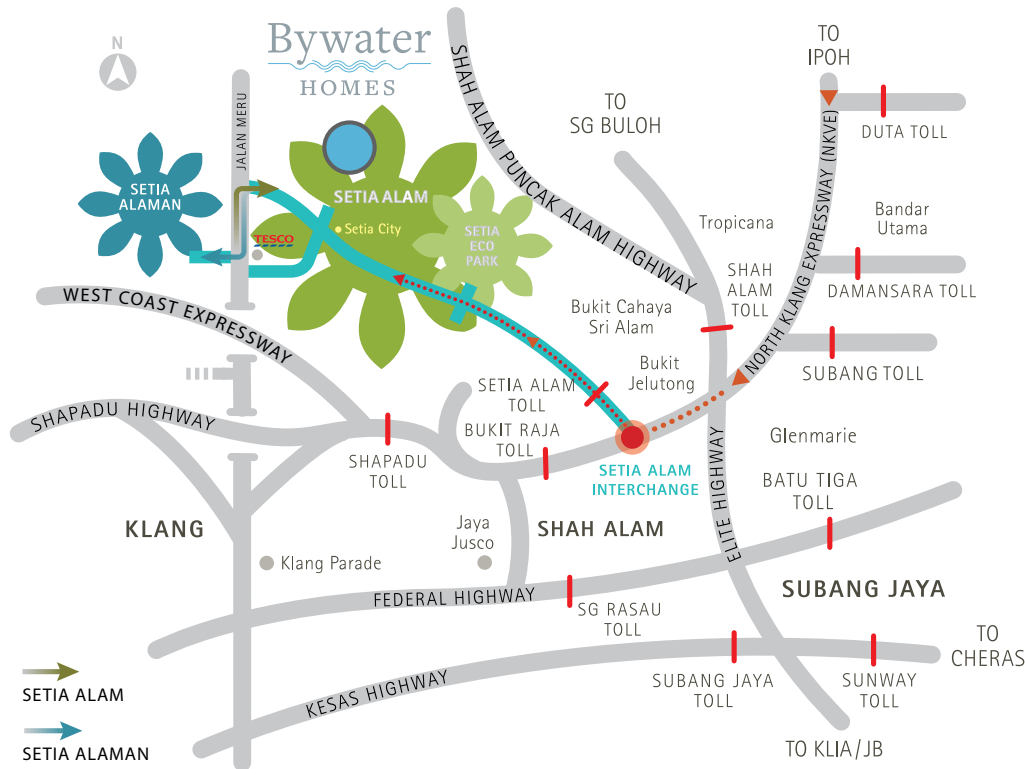 N
Bywater
HOMES
TO
IPOH
SHAH ALAM PUNCAK ALAM HIGHWAY
TO
SG BULOH
DUTA TOLL
JALAN MERU
NORTH KLANG EXPRESSWAY (NKVE)
SETIA
ALAMAN
SETIA ALAM
Setia City
TESCO
SETIA
ECO
PARK
Tropicana
Bandar
Utama
SHAH
ALAM
TOLL
DAMANSARA TOLL
WEST COAST EXPRESSWAY
Bukit Cahaya
Sri Alam
Bukit
Jelutong
SUBANG TOLL
SETIA ALAM
TOLL
SHAPADU HIGHWAY
BUKIT RAJA
TOLL
SHAPADU
TOLL
SETIA ALAM
INTERCHANGE
Glenmarie
BATU TIGA
TOLL
ELITE HIGHWAY
KLANG
Jaya
Jusco
SHAH ALAM
Klang Parade
FEDERAL HIGHWAY
SG RASAU
TOLL
SUBANG JAYA
TO
CHERAS
KESAS HIGHWAY
SUBANG JAYA
TOLL
SUNWAY
TOLL
SETIA ALAM
SETIA ALAMAN
TO KLIA/JB